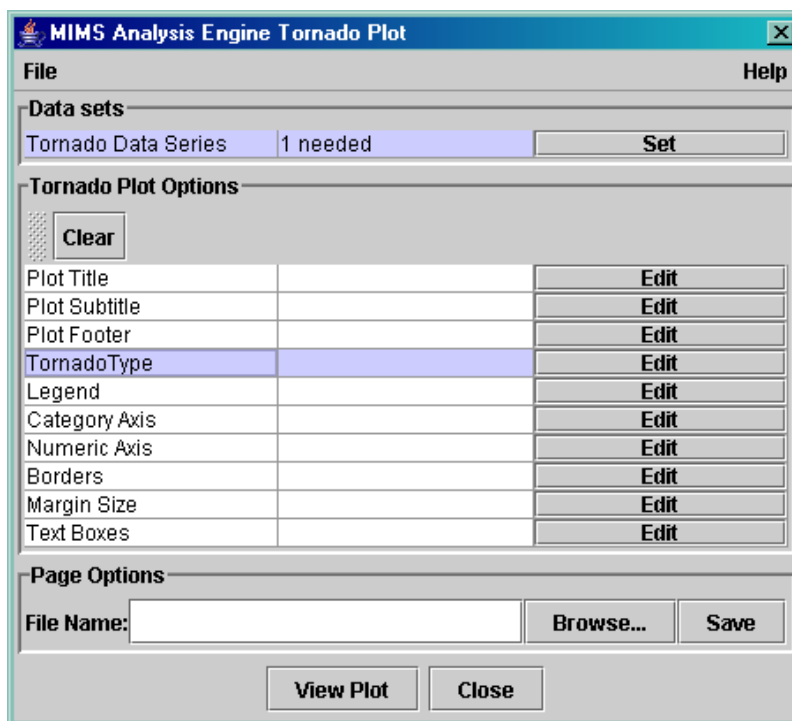 MIMS Analysis Engine Tornado Plot
File Help
Data sets
Tornado Data Series 1 needed Set
Tornado Plot Options
Clear
Plot Title Edit
Plot Subtitle Edit
Plot Footer Edit
TornadoType Edit
Legend Edit
Category Axis Edit
Numeric Axis Edit
Borders Edit
Margin Size Edit
Text Boxes Edit
Page Options
File Name: Browse... Save
View Plot Close